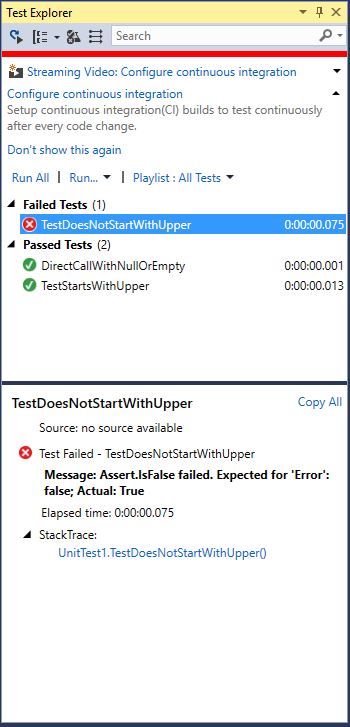 Test Explorer
Search
Streaming Video: Configure continuous integration
Configure continuous integration
Setup continuous integration(CI) builds to test continuously
after every code change.
Don't show this again
Run All | Run... | Playlist : All Tests
Failed Tests (1)
TestDoesNotStartWithUpper 0:00:00.075
Passed Tests (2)
DirectCallWithNullOrEmpty 0:00:00.001
TestStartsWithUpper 0:00:00.013
TestDoesNotStartWithUpper Copy All
Source: no source available
Test Failed - TestDoesNotStartWithUpper
Message: Assert.IsFalse failed. Expected for 'Error':
false; Actual: True
Elapsed time: 0:00:00.075
StackTrace:
UnitTest1.TestDoesNotStartWithUpper()